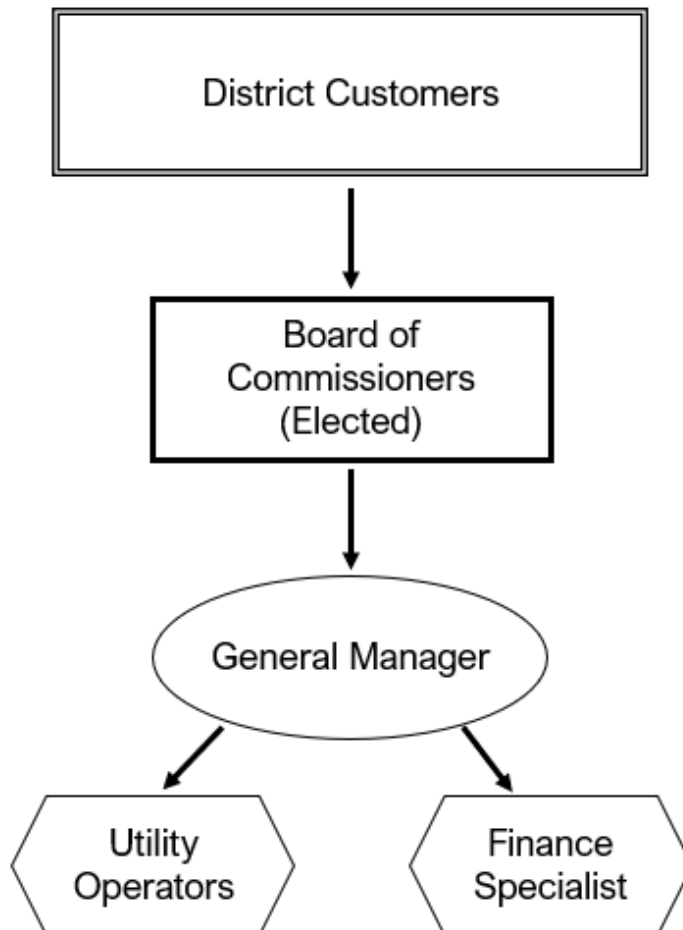 District Customers
Board of
Commissioners
(Elected)
General Manager
Utility
Operators
Finance
Specialist